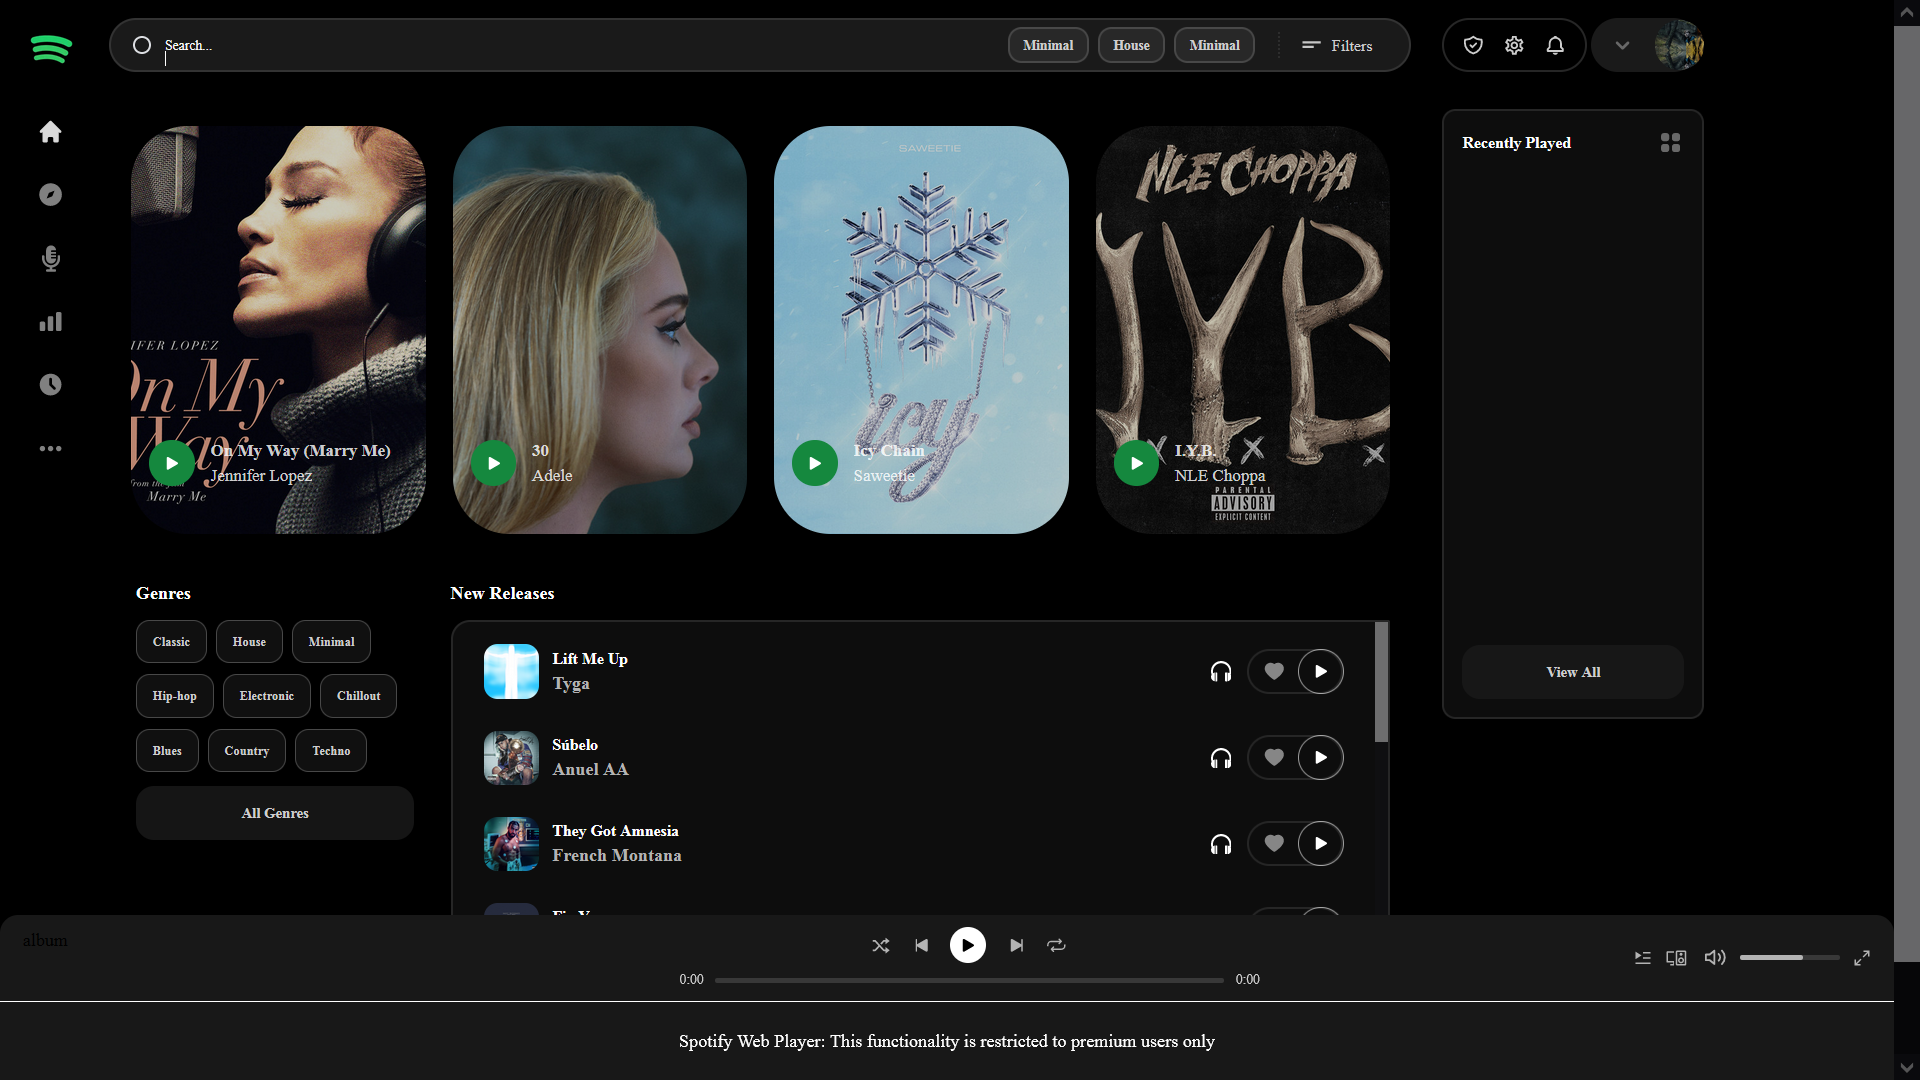 Search...
Minimal
House
Minimal
Filters
Recently Played
IFER LOPEZ
On My
Way
from the film
Marry Me
On My Way (Marry Me)
Jennifer Lopez
30
Adele
SAWEETIE
icy
Icy Chain
Saweetie
NLE CHOPPA
IYB
I.Y.B.
NLE Choppa
PARENTAL
ADVISORY
EXPLICIT CONTENT
View All
Genres
Classic
House
Minimal
Hip-hop
Electronic
Chillout
Blues
Country
Techno
All Genres
New Releases
Lift Me Up
Tyga
Súbelo
Anuel AA
They Got Amnesia
French Montana
album
0:00
0:00
Spotify Web Player: This functionality is restricted to premium users only